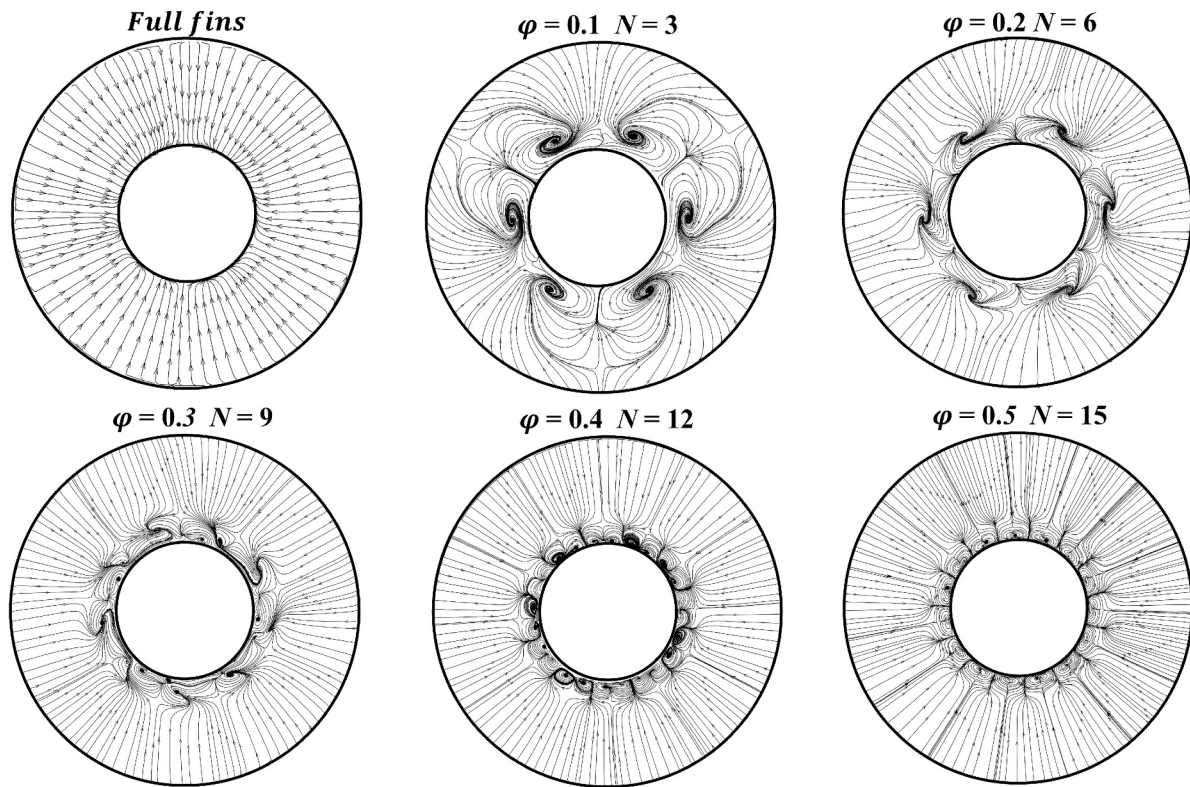 Full fins
φ = 0.1 N = 3
φ = 0.2 N = 6
φ = 0.3 N = 9
φ = 0.4 N = 12
φ = 0.5 N = 15